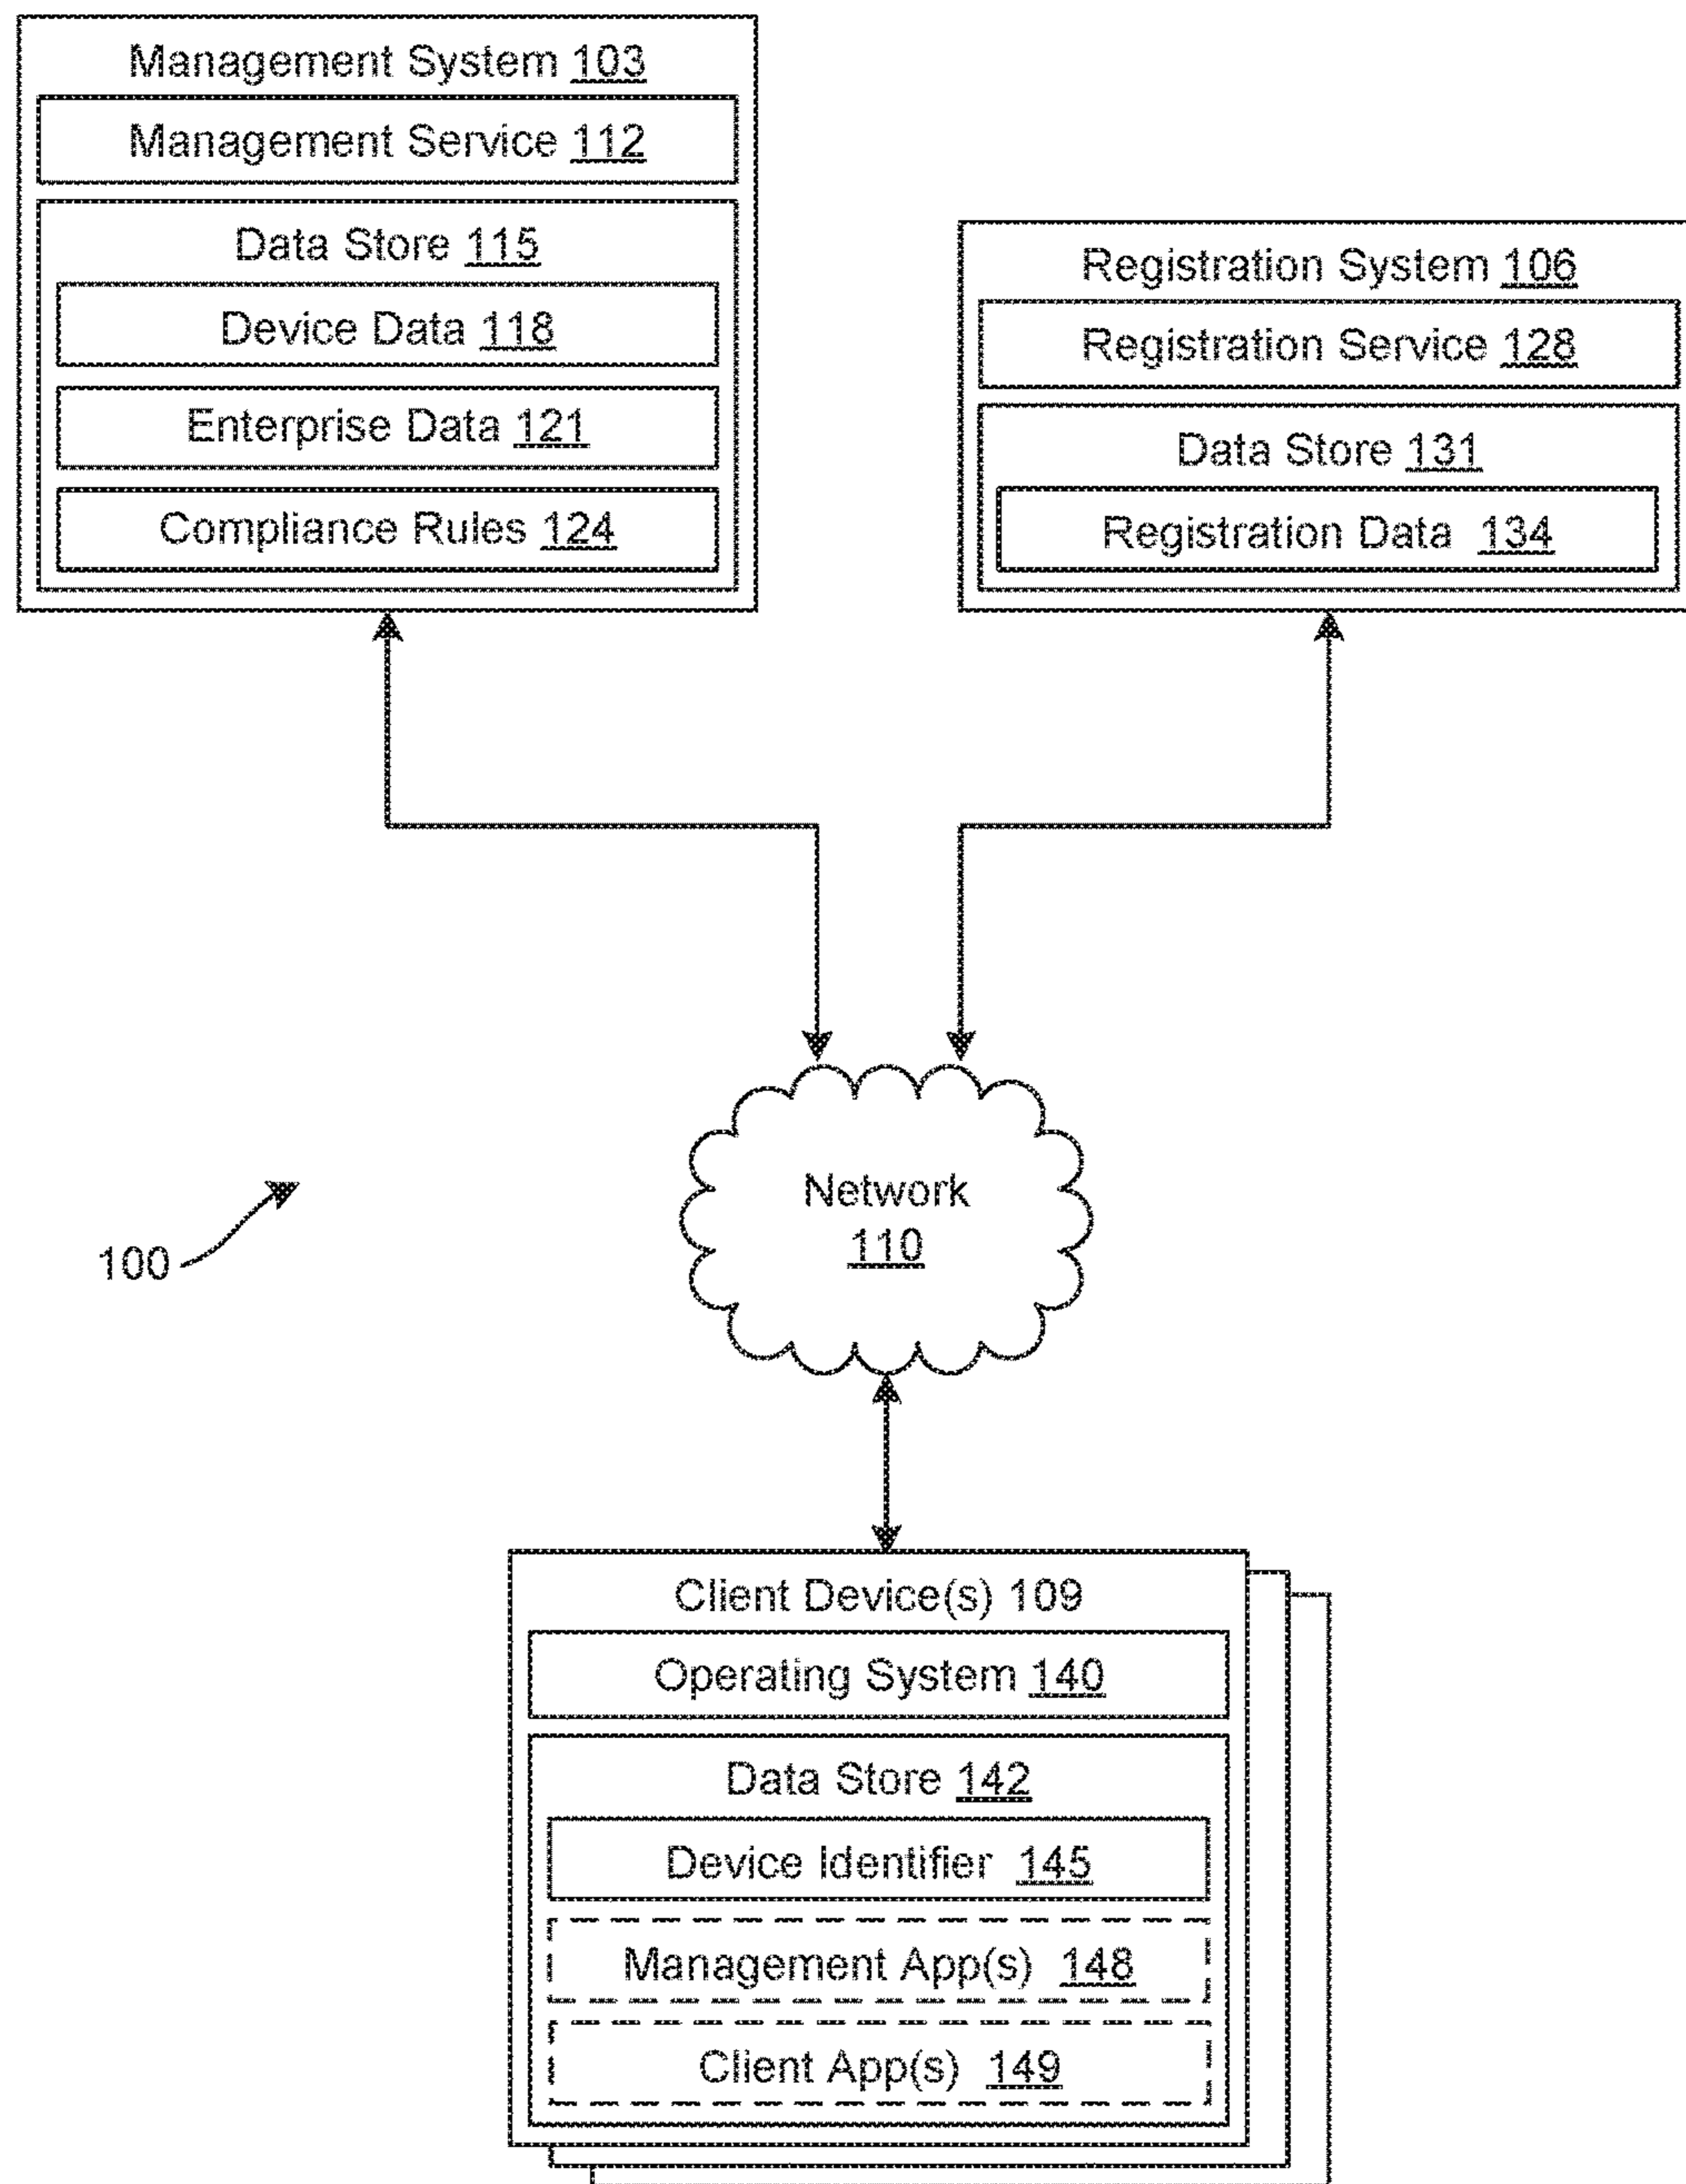 Management System 103
Management Service 112
Data Store 115
Device Data 118
Enterprise Data 121
Compliance Rules 124
Registration System 106
Registration Service 128
Data Store 131
Registration Data 134
Network
110
100
Client Device(s) 109
Operating System 140
Data Store 142
Device Identifier 145
Management App(s) 148
Client App(s) 149